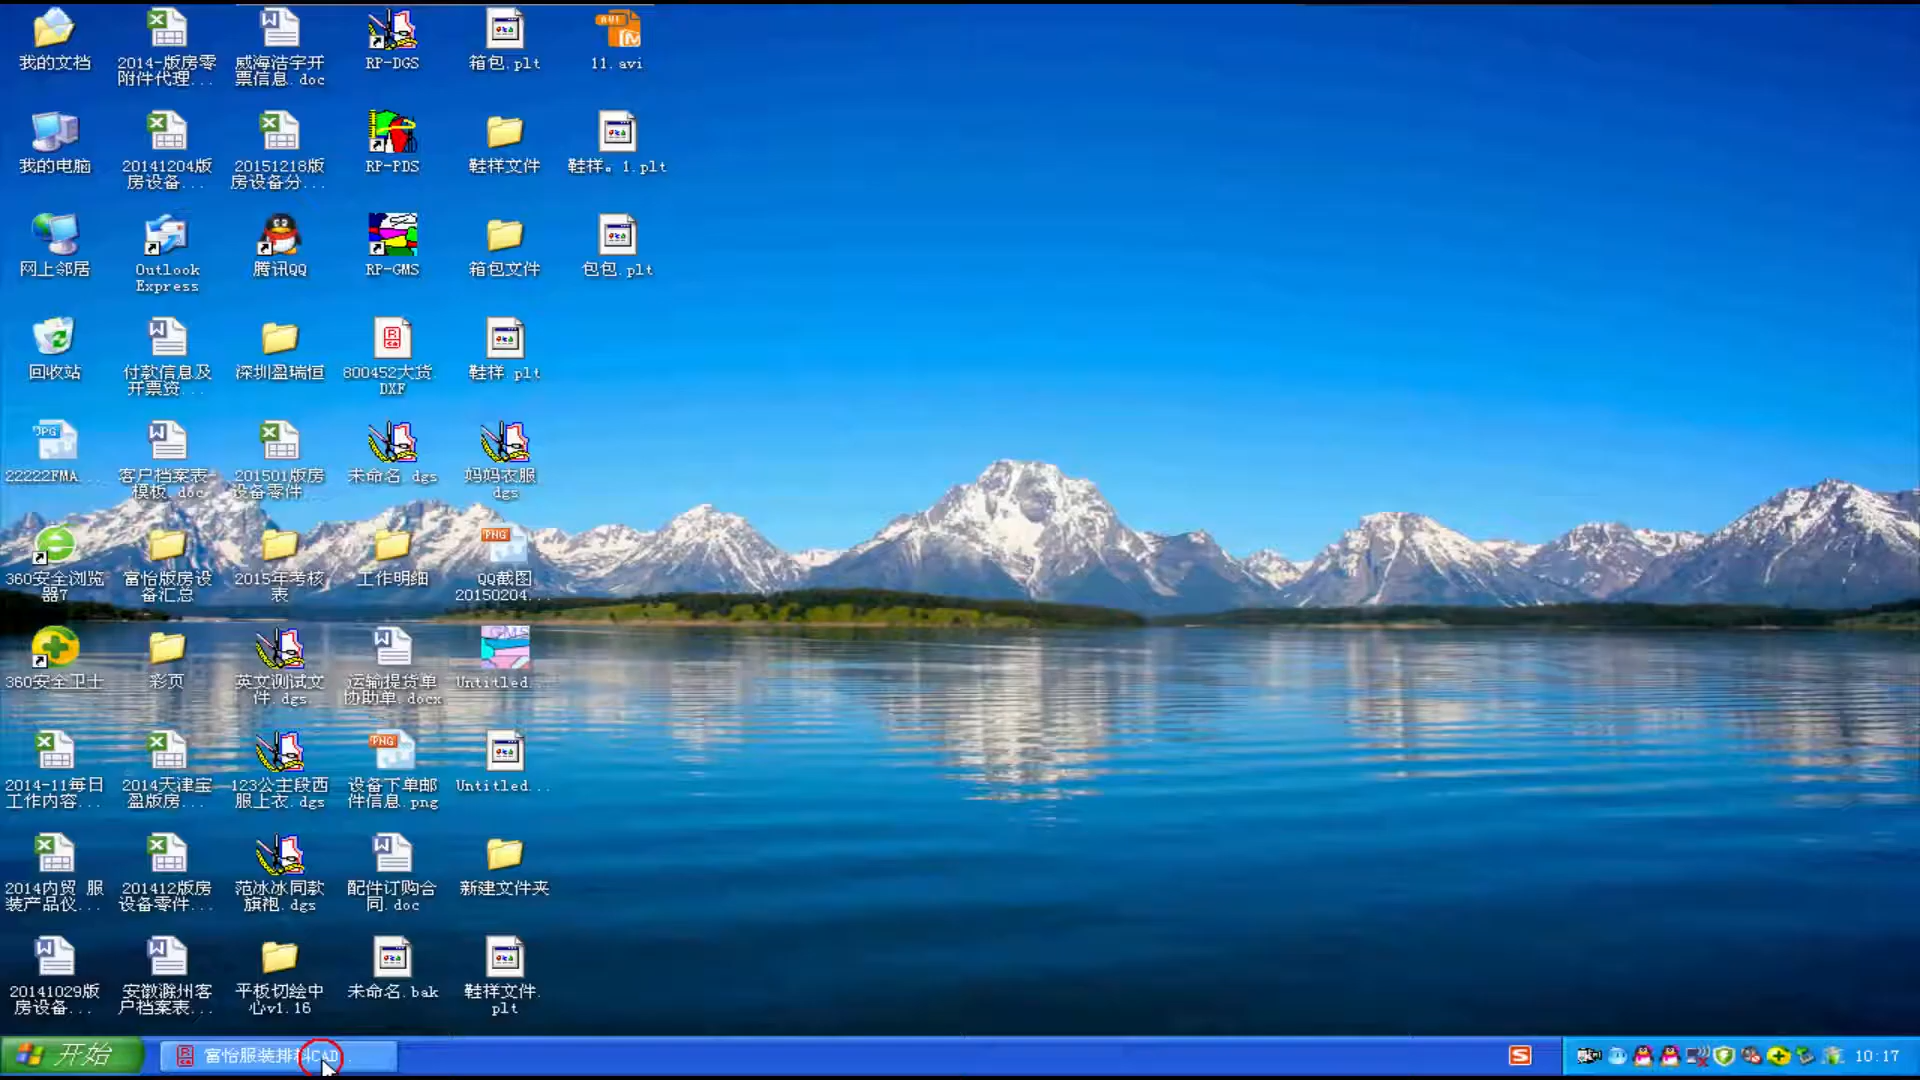 我的文档
2014-版房零
附件代理...
威海浩宇开
票信息.doc
RP-DGS
箱包.plt
11.avi
我的电脑
20141204版
房设备...
20151218版
房设备分...
RP-PDS
鞋样文件
鞋样。1.plt
网上邻居
Outlook
Express
腾讯QQ
RP-GMS
箱包文件
包包.plt
回收站
付款信息及
开票资...
深圳盈瑞恒
800452大货.
DXF
鞋样.plt
22222FMA...
客户档案表-
模板.doc
201501版房
设备零件...
未命名.dgs
妈妈衣服.
dgs
360安全浏览
器7
富怡版房设
备汇总
2015年考核
表
工作明细
QQ截图
20150204...
360安全卫士
彩页
英文测试文
件.dgs
运输提货单
协助单.docx
Untitled...
2014-11每日
工作内容...
2014天津宝
盈版房...
123公主段西
服上衣.dgs
设备下单邮
件信息.png
Untitled...
2014内贸 服
装产品仪...
201412版房
设备零件...
范冰冰同款
旗袍.dgs
配件订购合
同.doc
新建文件夹
20141029版
房设备...
安徽滁州客
户档案表...
平板切绘中
心v1.16
未命名.bak
鞋样文件.
plt
开始
富怡服装排料CAD...
10:17